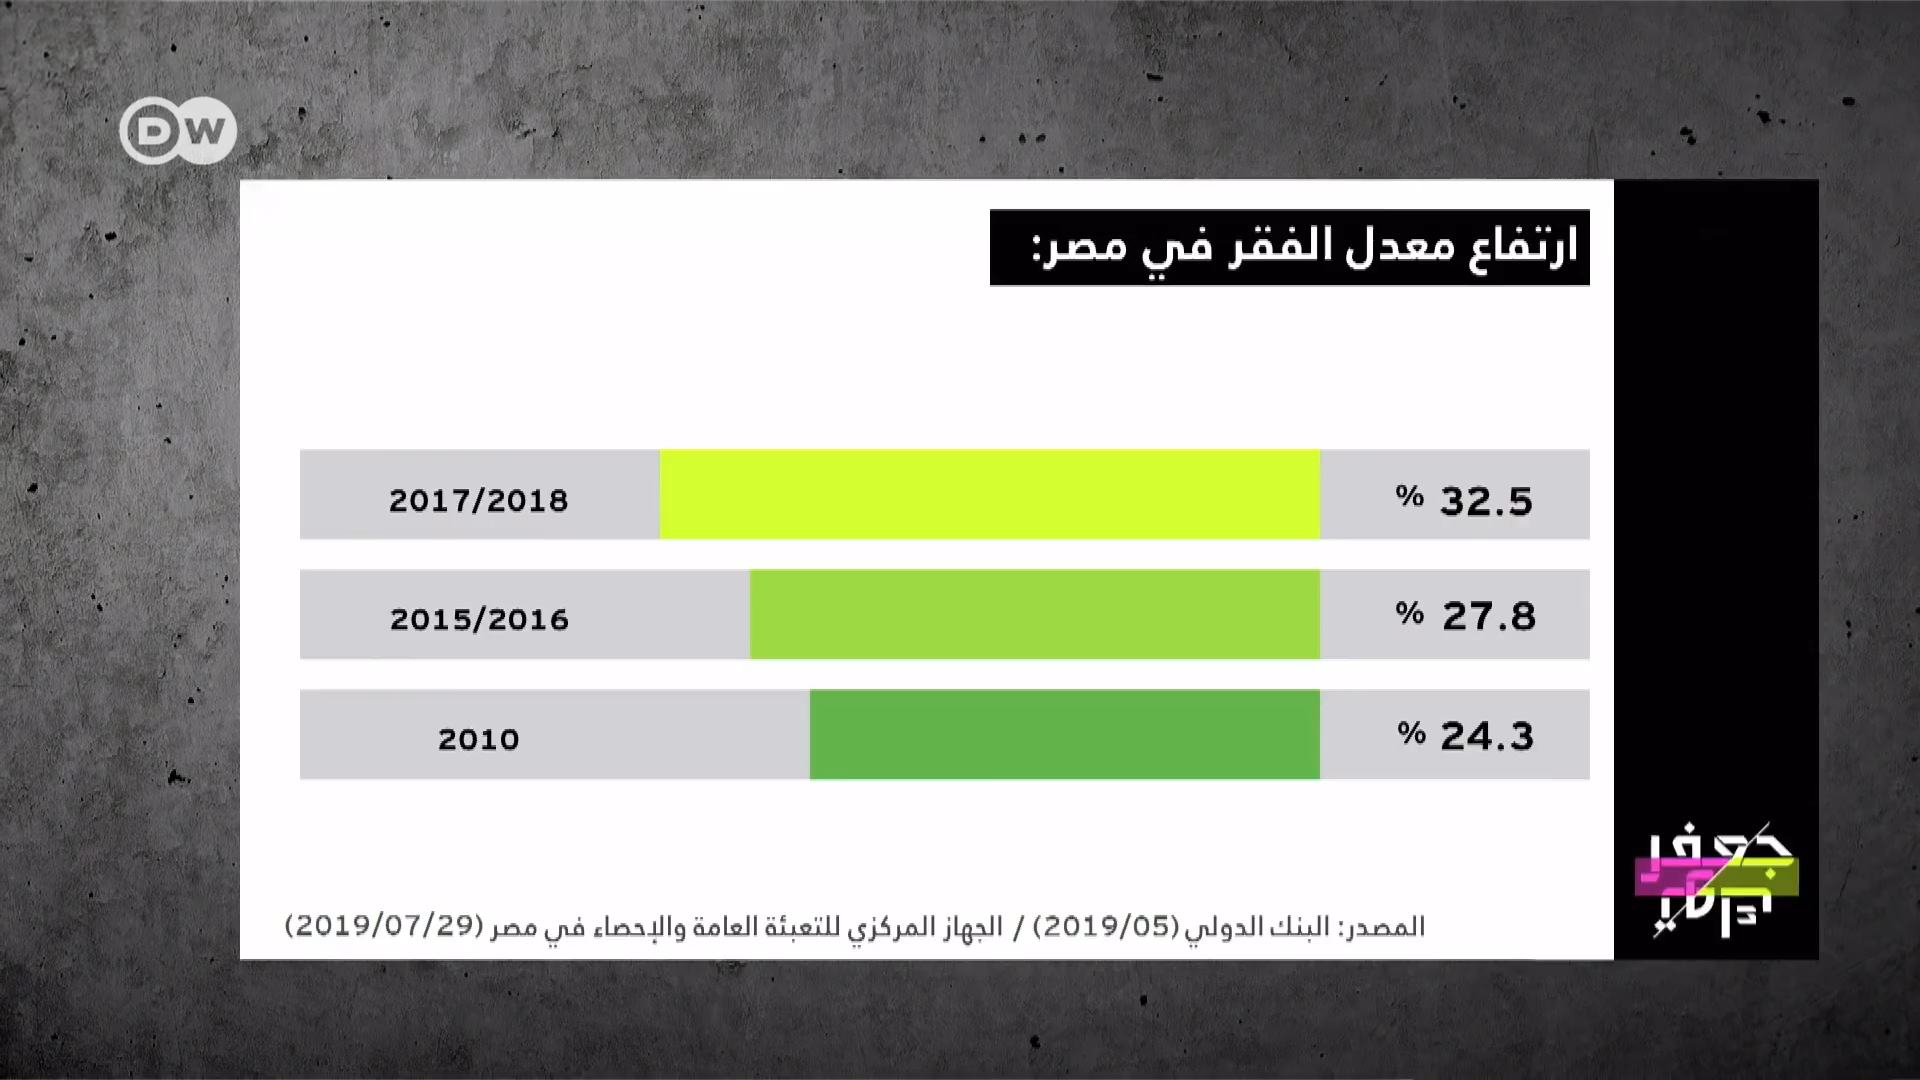 DW
ارتفاع معدل الفقر في مصر:
% 32.5 2017/2018
% 27.8 2015/2016
% 24.3 2010
المصدر: البنك الدولي (2019/05) / الجهاز المركزي للتعبئة العامة والإحصاء في مصر (2019/07/29)
جعفر
توك